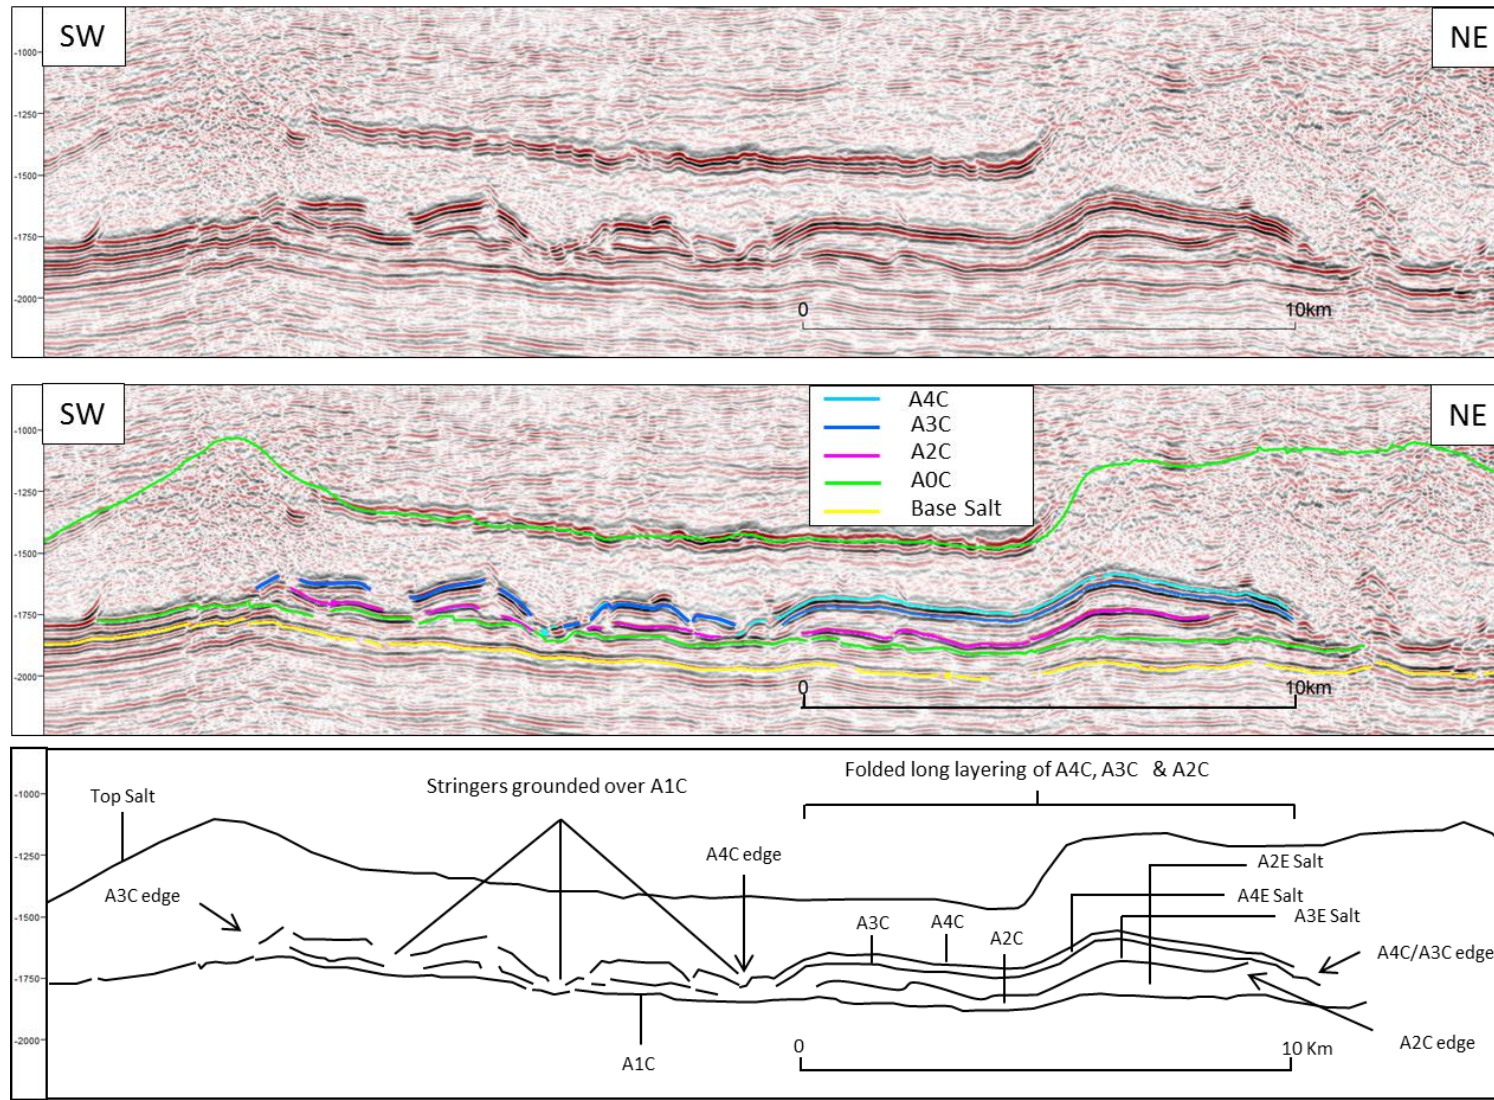 SW
NE
-1000
-1250
-1500
-1750
-2000
0
10km
SW
NE
A4C
A3C
A2C
A0C
Base Salt
-1000
-1250
-1500
-1750
-2000
0
10km
Folded long layering of A4C, A3C & A2C
Stringers grounded over A1C
Top Salt
-1000
-1250
-1500
-1750
-2000
A4C edge
A2E Salt
A3C edge
A4E Salt
A3E Salt
A3C
A4C
A2C
A4C/A3C edge
A1C
A2C edge
0
10 Km